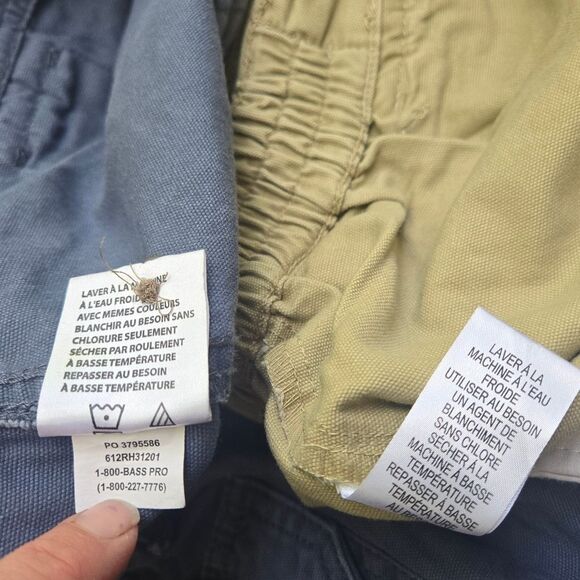 LAVER À LA MACHINE
À L'EAU FROIDE
AVEC MEMES COULEURS
BLANCHIR AU BESOIN SANS
CHLORURE SEULEMENT
SÉCHER PAR ROULEMENT
À BASSE TEMPÉRATURE
REPASSER AU BESOIN
À BASSE TEMPÉRATURE
PO 3795586
612RH31201
1-800-BASS PRO
(1-800-227-7776)
LAVER À LA
MACHINE À L'EAU
FROIDE
UTILISER AU BESOIN
UN AGENT DE
BLANCHIMENT
SANS CHLORE
SÉCHER À LA
MACHINE À BASSE
TEMPÉRATURE
REPASSER À BASSE
TEMPÉRATURE
AU BESOIN